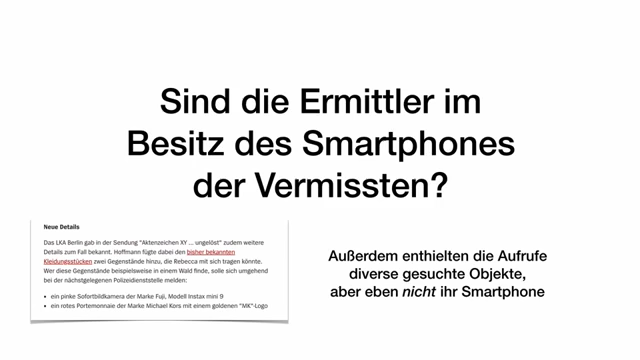 Sind die Ermittler im
Besitz des Smartphones
der Vermissten?
Neue Details
Das LKA Berlin gab in der Sendung "Aktenzeichen XY ... ungelöst" zudem weitere
Details zum Fall bekannt. Hoffmann fügte dabei den bisher bekannten
Kleidungsstücken zwei Gegenstände hinzu, die Rebecca mit sich tragen könnte.
Wer diese Gegenstände beispielsweise in einem Wald finde, solle sich umgehend
bei der nächstgelegenen Polizeidienststelle melden:
• ein pinke Sofortbildkamera der Marke Fuji, Modell Instax mini 9
• ein rotes Portemonnaie der Marke Michael Kors mit einem goldenen "MK"-Logo
Außerdem enthielten die Aufrufe
diverse gesuchte Objekte,
aber eben nicht ihr Smartphone